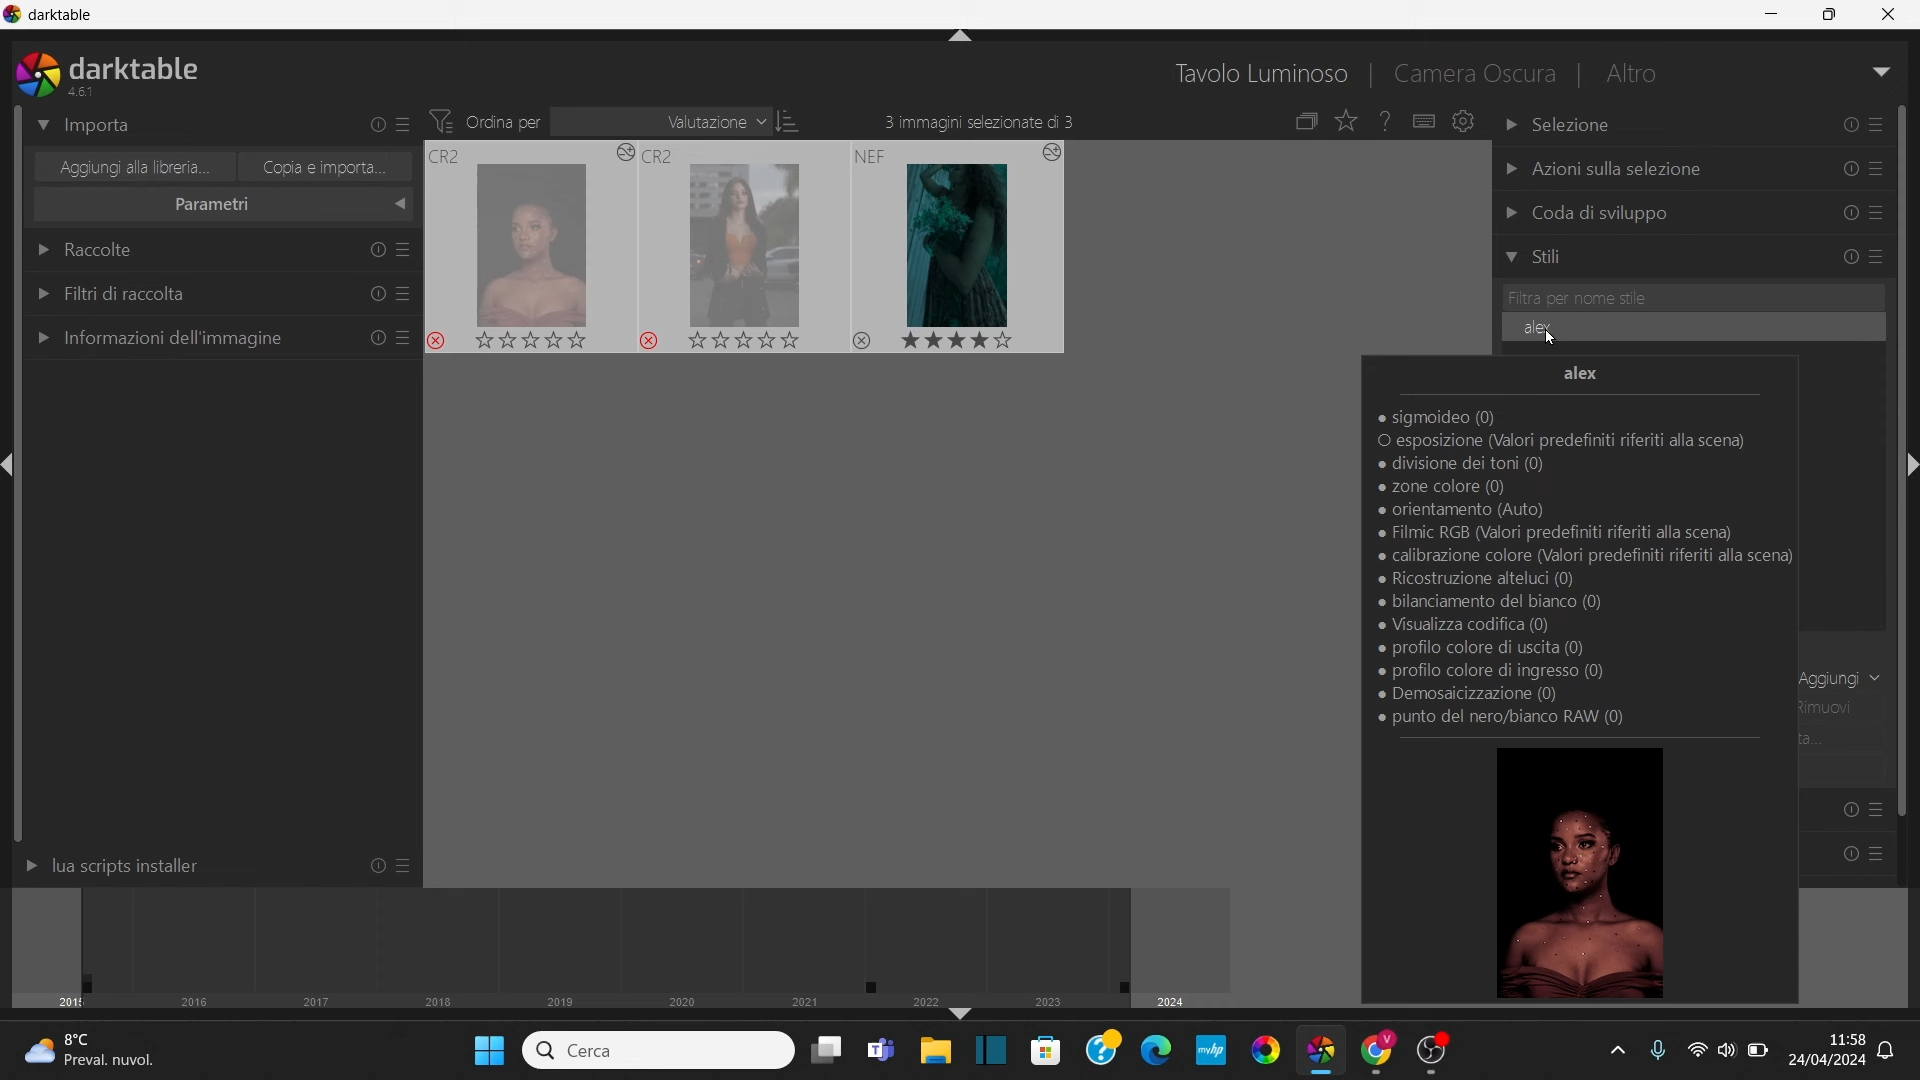 darktable
darktable
4.6.1
Tavolo Luminoso | Camera Oscura | Altro
Importa
Aggiungi alla libreria... Copia e importa...
Parametri
Raccolte
Filtri di raccolta
Informazioni dell'immagine
lua scripts installer
Ordina per Valutazione 3 immagini selezionate di 3
CR2 CR2 NEF
Selezione
Azioni sulla selezione
Coda di sviluppo
Stili
Filtra per nome stile
alex
alex
• sigmoideo (0)
O esposizione (Valori predefiniti riferiti alla scena)
• divisione dei toni (0)
• zone colore (0)
• orientamento (Auto)
• Filmic RGB (Valori predefiniti riferiti alla scena)
• calibrazione colore (Valori predefiniti riferiti alla scena)
• Ricostruzione alteluci (0)
• bilanciamento del bianco (0)
• Visualizza codifica (0)
• profilo colore di uscita (0)
• profilo colore di ingresso (0)
• Demosaicizzazione (0)
• punto del nero/bianco RAW (0)
Aggiungi
Rimuovi
ta...
2015 2016 2017 2018 2019 2020 2021 2022 2023 2024
8°C
Preval. nuvol.
Cerca
myhp
V
11:58
24/04/2024